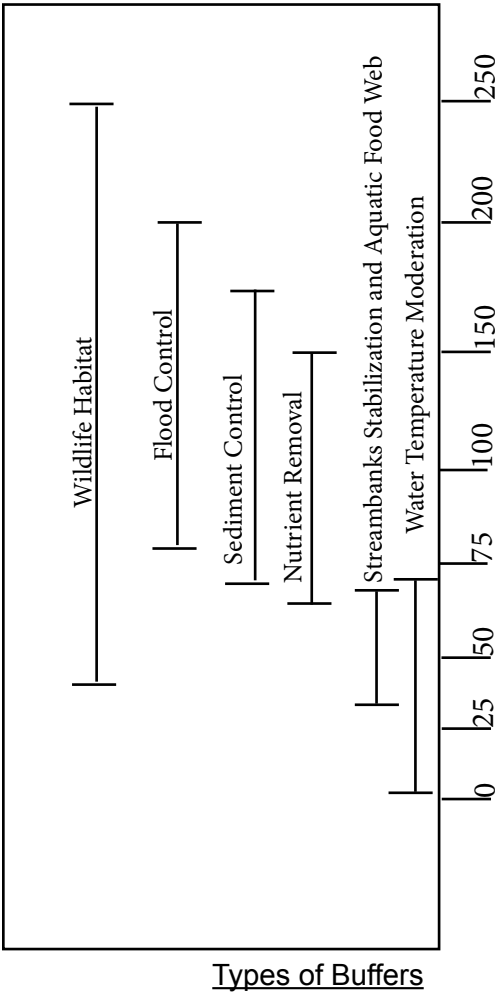 Wildlife Habitat
Flood Control
Sediment Control
Nutrient Removal
Streambanks Stabilization and Aquatic Food Web
Water Temperature Moderation
0
25
50
75
100
150
200
250
Types of Buffers